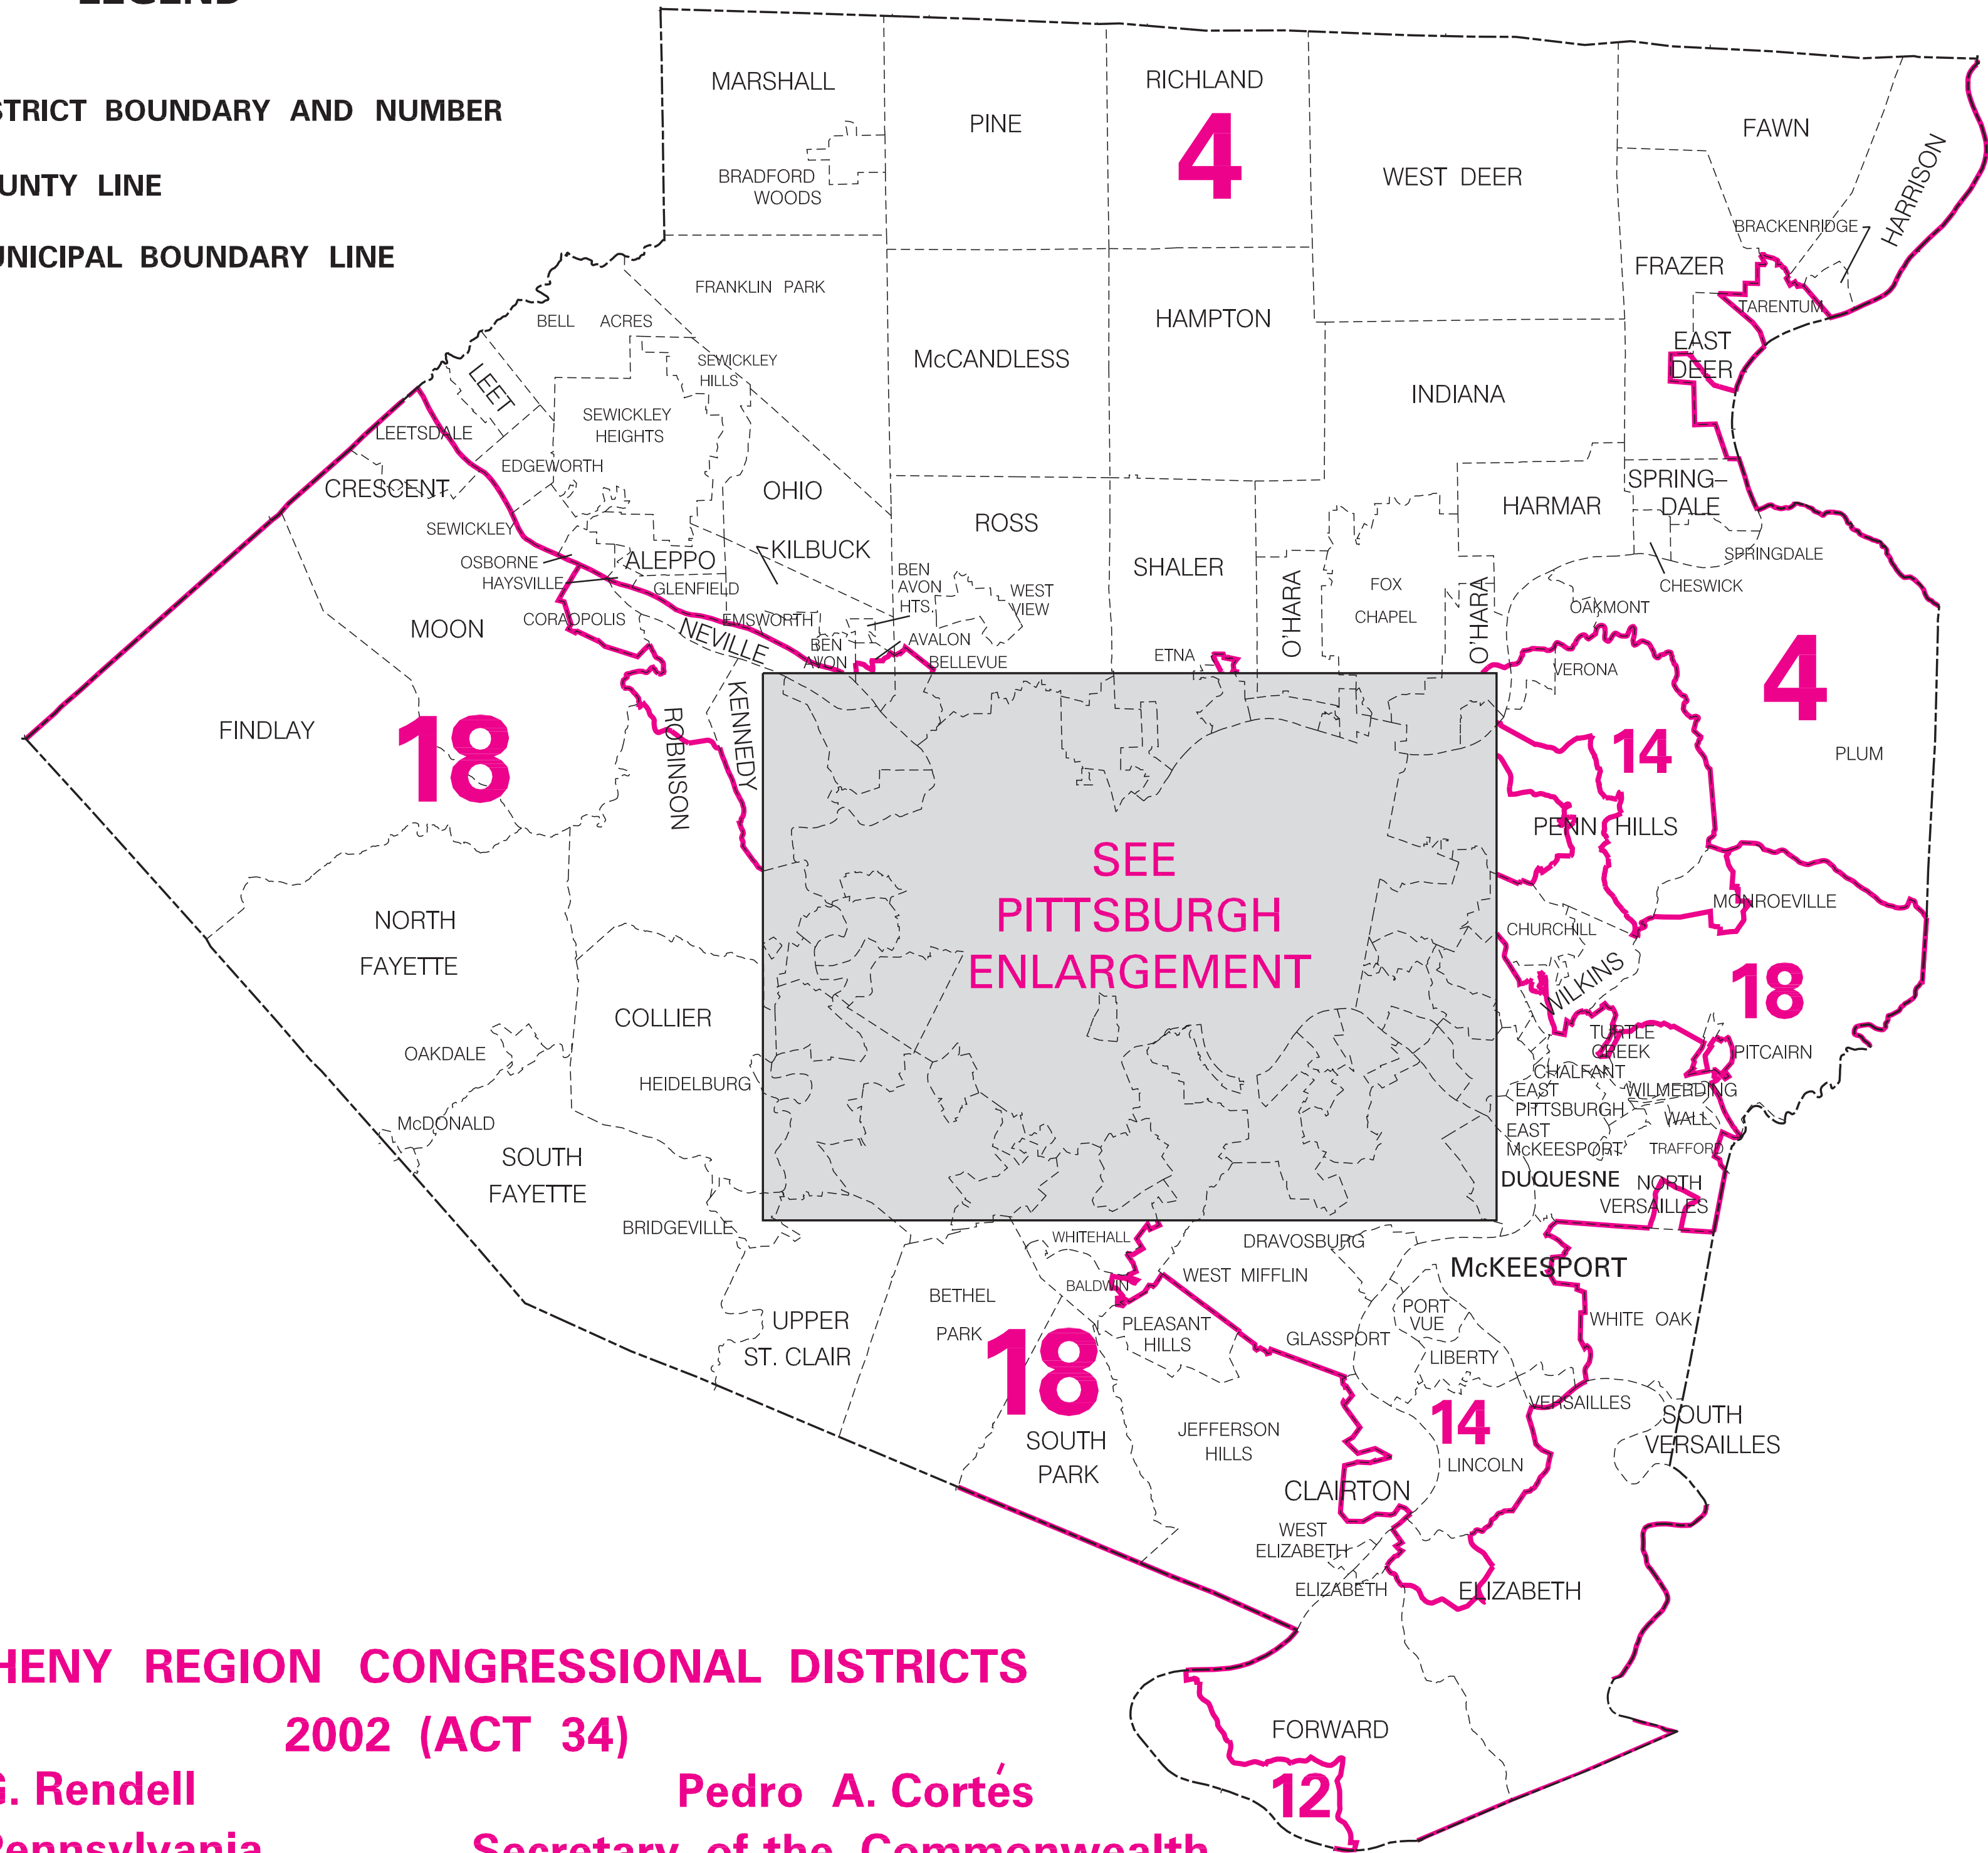 STRICT BOUNDARY AND NUMBER
UNTY LINE
UNICIPAL BOUNDARY LINE
MARSHALL
PINE
RICHLAND
4
BRADFORD
WOODS
WEST DEER
FAWN
HARRISON
BRACKENRIDGE
FRAZER
TARENTUM
EAST
DEER
FRANKLIN PARK
BELL ACRES
HAMPTON
McCANDLESS
SEWICKLEY
HILLS
LEET
INDIANA
SEWICKLEY
HEIGHTS
LEETSDALE
EDGEWORTH
CRESCENT
OHIO
SPRING–
DALE
HARMAR
ROSS
SEWICKLEY
KILBUCK
SPRINGDALE
OSBORNE
ALEPPO
SHALER
HAYSVILLE
GLENFIELD
BEN
AVON
HTS.
WEST
VIEW
O'HARA
FOX
CHAPEL
O'HARA
CHESWICK
OAKMONT
CORAOPOLIS
MOON
EMSWORTH
NEVILLE
BEN
AVON
AVALON
BELLEVUE
ETNA
VERONA
4
PLUM
KENNEDY
ROBINSON
FINDLAY
18
14
PENN HILLS
SEE
PITTSBURGH
ENLARGEMENT
NORTH
FAYETTE
MONROEVILLE
CHURCHILL
WILKINS
18
COLLIER
OAKDALE
HEIDELBURG
TURTLE
CREEK
PITCAIRN
CHALFANT
EAST
PITTSBURGH
WILMERDING
WALL
EAST
McKEESPORT
TRAFFORD
McDONALD
SOUTH
FAYETTE
DUQUESNE
NORTH
VERSAILLES
BRIDGEVILLE
WHITEHALL
DRAVOSBURG
McKEESPORT
WEST MIFFLIN
BALDWIN
BETHEL
PARK
PORT
VUE
UPPER
ST. CLAIR
PLEASANT
HILLS
GLASSPORT
WHITE OAK
18
LIBERTY
VERSAILLES
14
SOUTH
VERSAILLES
SOUTH
PARK
JEFFERSON
HILLS
LINCOLN
CLAIRTON
WEST
ELIZABETH
ELIZABETH
ELIZABETH
FORWARD
12
HENY REGION CONGRESSIONAL DISTRICTS
2002 (ACT 34)
G. Rendell
Pedro A. Cortés
Pennsylvania
Secretary of the Commonwealth